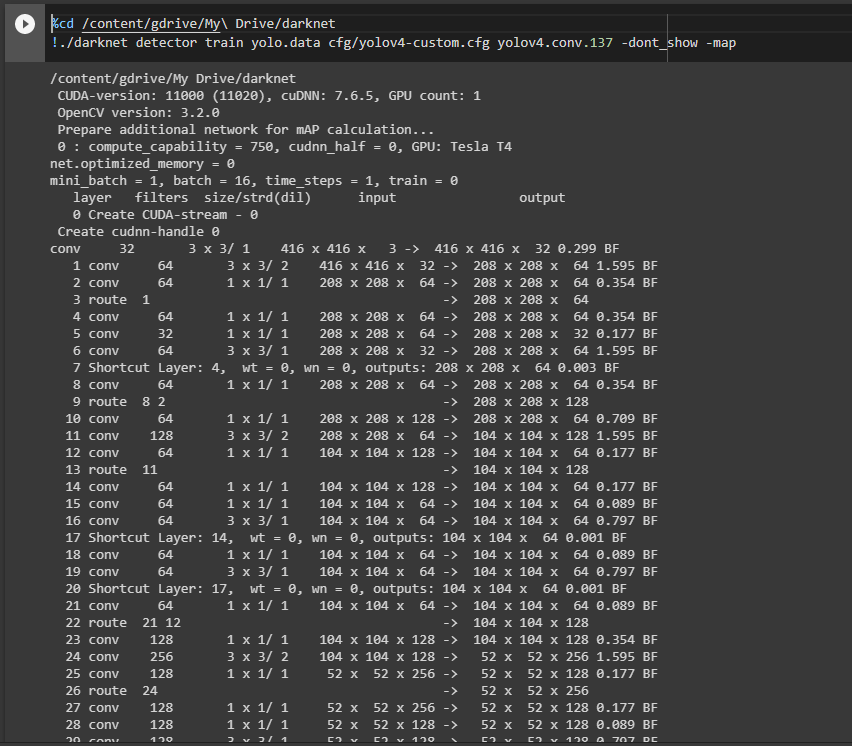 %cd /content/gdrive/My\ Drive/darknet
!./darknet detector train yolo.data cfg/yolov4-custom.cfg yolov4.conv.137 -dont_show -map
/content/gdrive/My Drive/darknet
CUDA-version: 11000 (11020), cuDNN: 7.6.5, GPU count: 1
OpenCV version: 3.2.0
Prepare additional network for mAP calculation...
0 : compute_capability = 750, cudnn_half = 0, GPU: Tesla T4
net.optimized_memory = 0
mini_batch = 1, batch = 16, time_steps = 1, train = 0
layer   filters  size/strd(dil)      input                output
0 Create CUDA-stream - 0
Create cudnn-handle 0
conv     32       3 x 3/ 1    416 x 416 x   3 ->  416 x 416 x  32 0.299 BF
1 conv     64       3 x 3/ 2    416 x 416 x  32 ->  208 x 208 x  64 1.595 BF
2 conv     64       1 x 1/ 1    208 x 208 x  64 ->  208 x 208 x  64 0.354 BF
3 route  1                                      ->  208 x 208 x  64
4 conv     64       1 x 1/ 1    208 x 208 x  64 ->  208 x 208 x  64 0.354 BF
5 conv     32       1 x 1/ 1    208 x 208 x  64 ->  208 x 208 x  32 0.177 BF
6 conv     64       3 x 3/ 1    208 x 208 x  32 ->  208 x 208 x  64 1.595 BF
7 Shortcut Layer: 4,  wt = 0, wn = 0, outputs: 208 x 208 x  64 0.003 BF
8 conv     64       1 x 1/ 1    208 x 208 x  64 ->  208 x 208 x  64 0.354 BF
9 route  8 2                                    ->  208 x 208 x 128
10 conv     64       1 x 1/ 1    208 x 208 x 128 ->  208 x 208 x  64 0.709 BF
11 conv    128       3 x 3/ 2    208 x 208 x  64 ->  104 x 104 x 128 1.595 BF
12 conv     64       1 x 1/ 1    104 x 104 x 128 ->  104 x 104 x  64 0.177 BF
13 route  11                                     ->  104 x 104 x 128
14 conv     64       1 x 1/ 1    104 x 104 x 128 ->  104 x 104 x  64 0.177 BF
15 conv     64       1 x 1/ 1    104 x 104 x  64 ->  104 x 104 x  64 0.089 BF
16 conv     64       3 x 3/ 1    104 x 104 x  64 ->  104 x 104 x  64 0.797 BF
17 Shortcut Layer: 14,  wt = 0, wn = 0, outputs: 104 x 104 x  64 0.001 BF
18 conv     64       1 x 1/ 1    104 x 104 x  64 ->  104 x 104 x  64 0.089 BF
19 conv     64       3 x 3/ 1    104 x 104 x  64 ->  104 x 104 x  64 0.797 BF
20 Shortcut Layer: 17,  wt = 0, wn = 0, outputs: 104 x 104 x  64 0.001 BF
21 conv     64       1 x 1/ 1    104 x 104 x  64 ->  104 x 104 x  64 0.089 BF
22 route  21 12                                  ->  104 x 104 x 128
23 conv    128       1 x 1/ 1    104 x 104 x 128 ->  104 x 104 x 128 0.354 BF
24 conv    256       3 x 3/ 2    104 x 104 x 128 ->   52 x  52 x 256 1.595 BF
25 conv    128       1 x 1/ 1     52 x  52 x 256 ->   52 x  52 x 128 0.177 BF
26 route  24                                     ->   52 x  52 x 256
27 conv    128       1 x 1/ 1     52 x  52 x 256 ->   52 x  52 x 128 0.177 BF
28 conv    128       1 x 1/ 1     52 x  52 x 128 ->   52 x  52 x 128 0.089 BF
29 conv    128       3 x 3/ 1     52 x  52 x 128 ->   52 x  52 x 128 0.797 BF